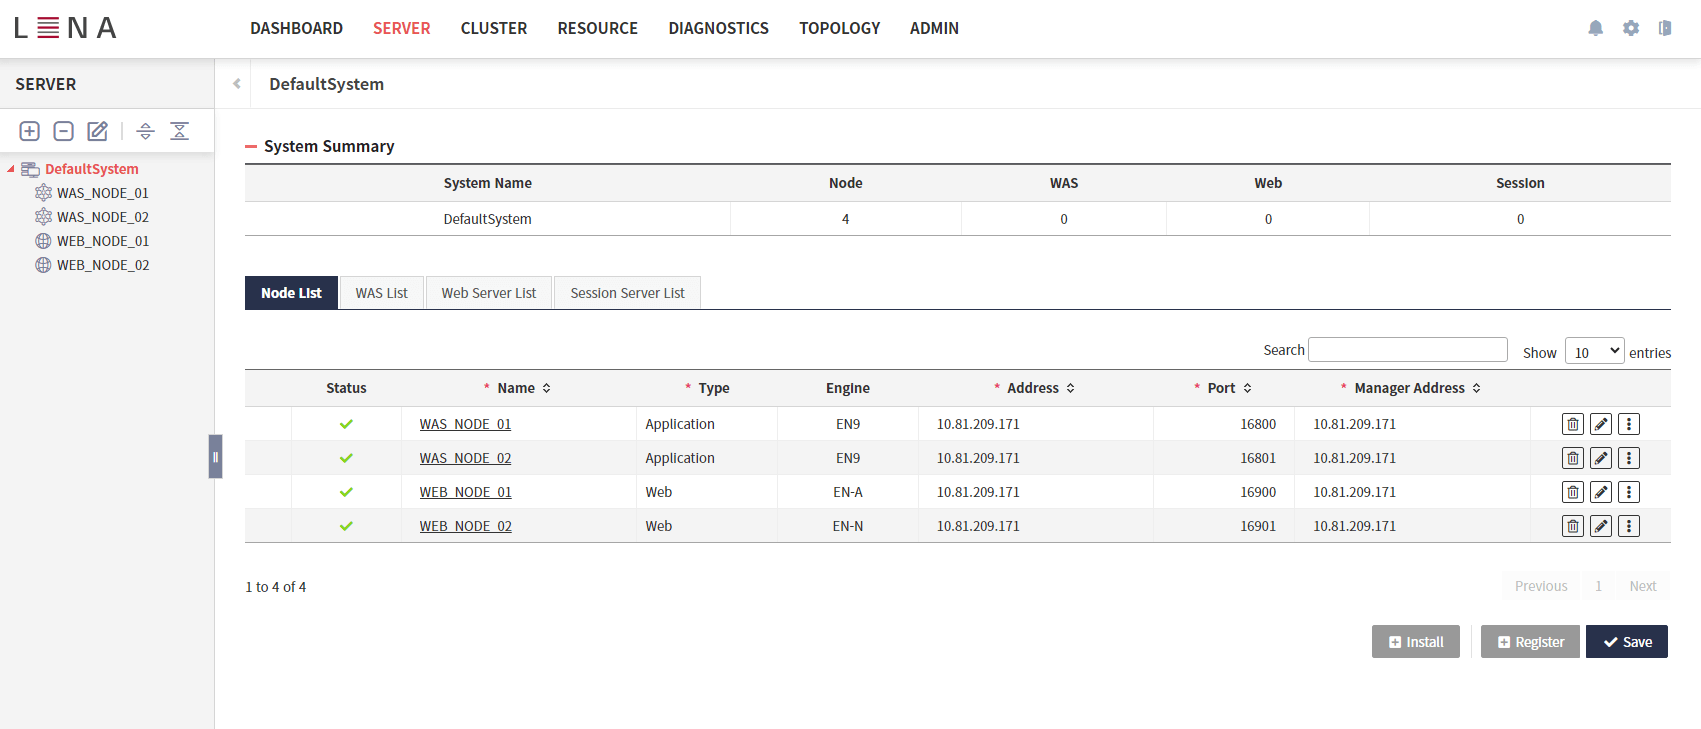 LENA
DASHBOARD SERVER CLUSTER RESOURCE DIAGNOSTICS TOPOLOGY ADMIN
SERVER
DefaultSystem
DefaultSystem
WAS_NODE_01
WAS_NODE_02
WEB_NODE_01
WEB_NODE_02
System Summary
System Name Node WAS Web Session
DefaultSystem 4 0 0 0
Node List WAS List Web Server List Session Server List
Search Show 10 entries
Status * Name * Type Engine * Address * Port * Manager Address
WAS_NODE_01 Application EN9 10.81.209.171 16800 10.81.209.171
WAS_NODE_02 Application EN9 10.81.209.171 16801 10.81.209.171
WEB_NODE_01 Web EN-A 10.81.209.171 16900 10.81.209.171
WEB_NODE_02 Web EN-N 10.81.209.171 16901 10.81.209.171
1 to 4 of 4
Previous 1 Next
Install Register Save